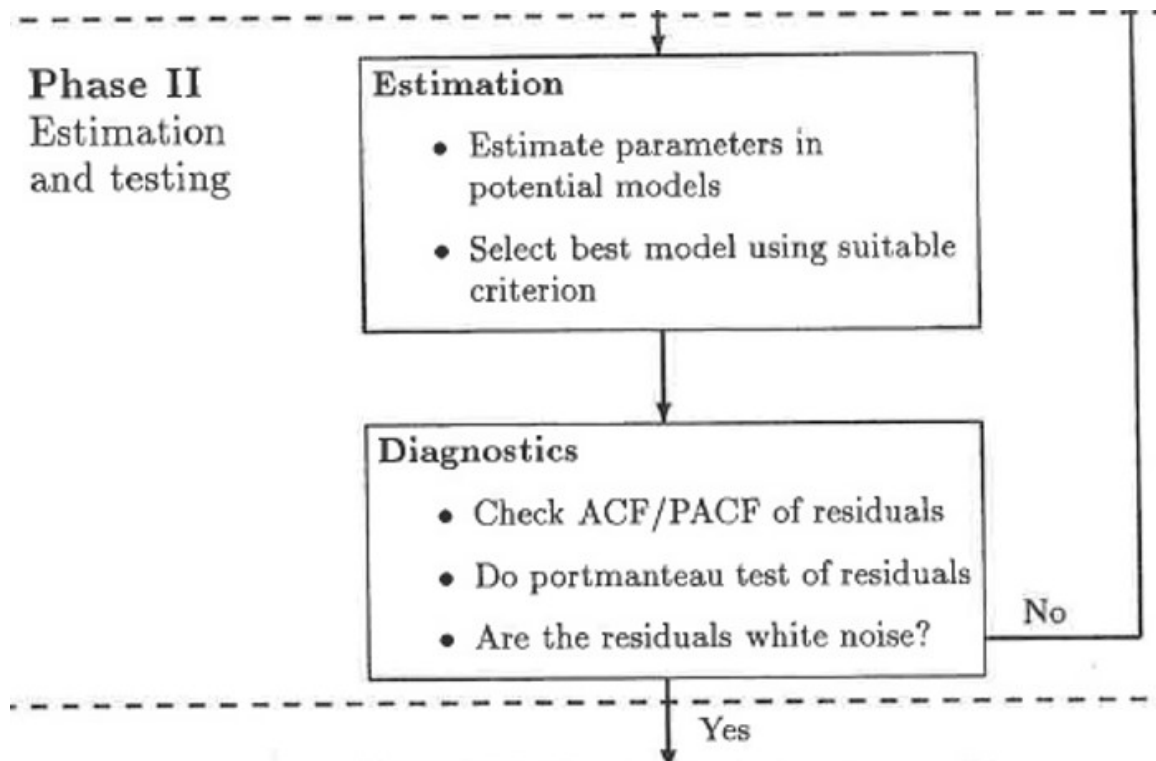 Phase II
Estimation
and testing
Estimation
• Estimate parameters in
potential models
• Select best model using suitable
criterion
Diagnostics
• Check ACF/PACF of residuals
• Do portmanteau test of residuals
• Are the residuals white noise?
No
Yes